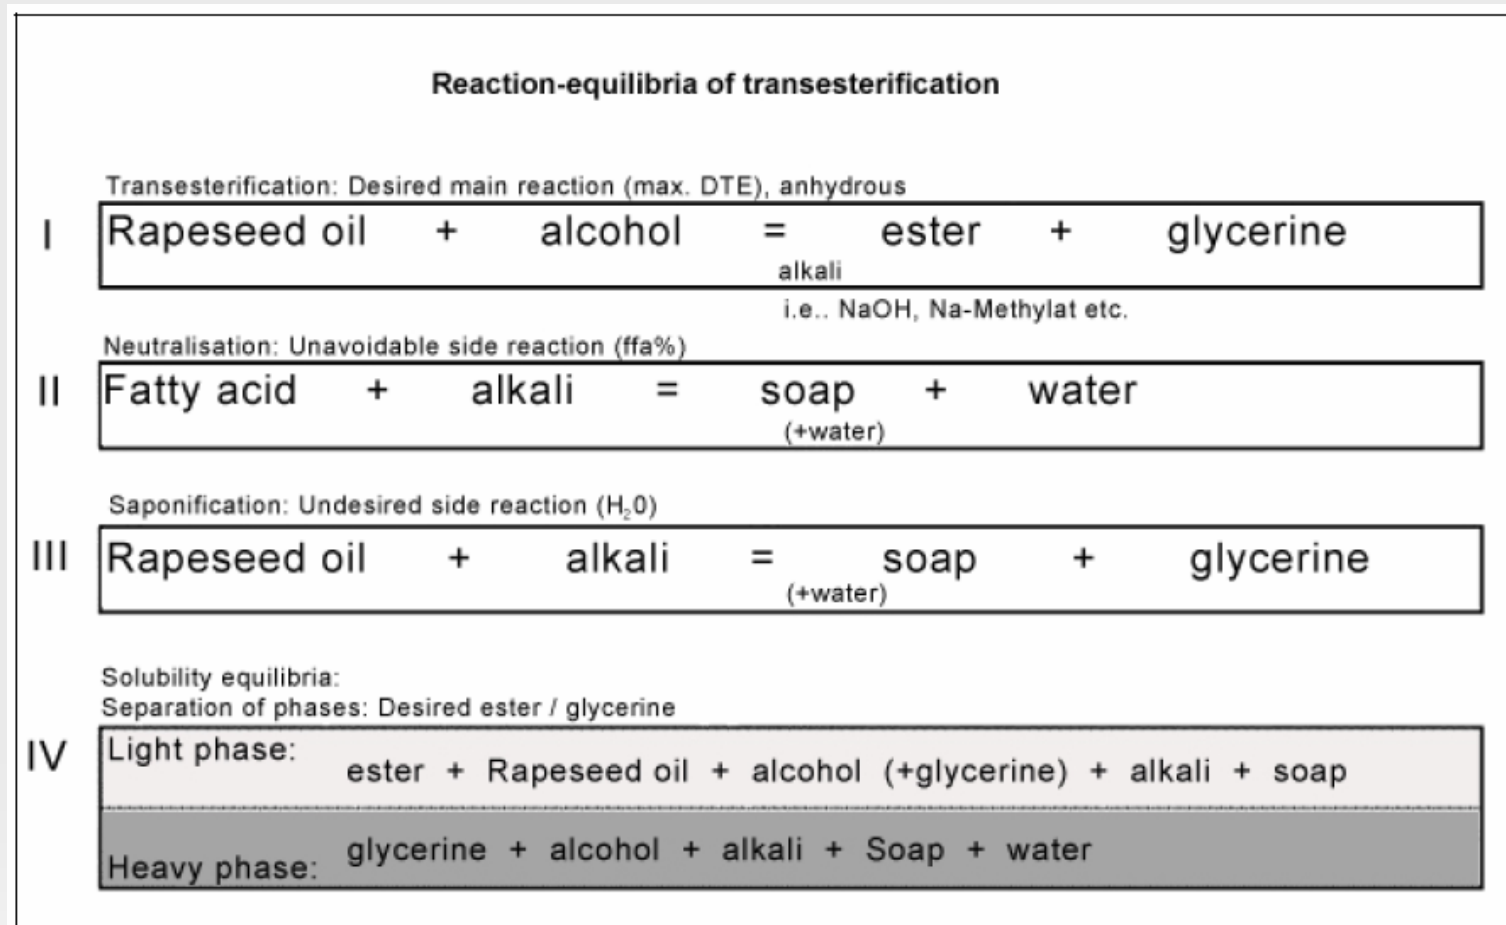 Reaction-equilibria of transesterification
Transesterification: Desired main reaction (max. DTE), anhydrous
I Rapeseed oil + alcohol = ester + glycerine
alkali
i.e.. NaOH, Na-Methylat etc.
Neutralisation: Unavoidable side reaction (ffa%)
II Fatty acid + alkali = soap + water
(+water)
Saponification: Undesired side reaction (H₂0)
III Rapeseed oil + alkali = soap + glycerine
(+water)
Solubility equilibria:
Separation of phases: Desired ester / glycerine
IV Light phase:
ester + Rapeseed oil + alcohol (+glycerine) + alkali + soap
glycerine + alcohol + alkali + Soap + water
Heavy phase: